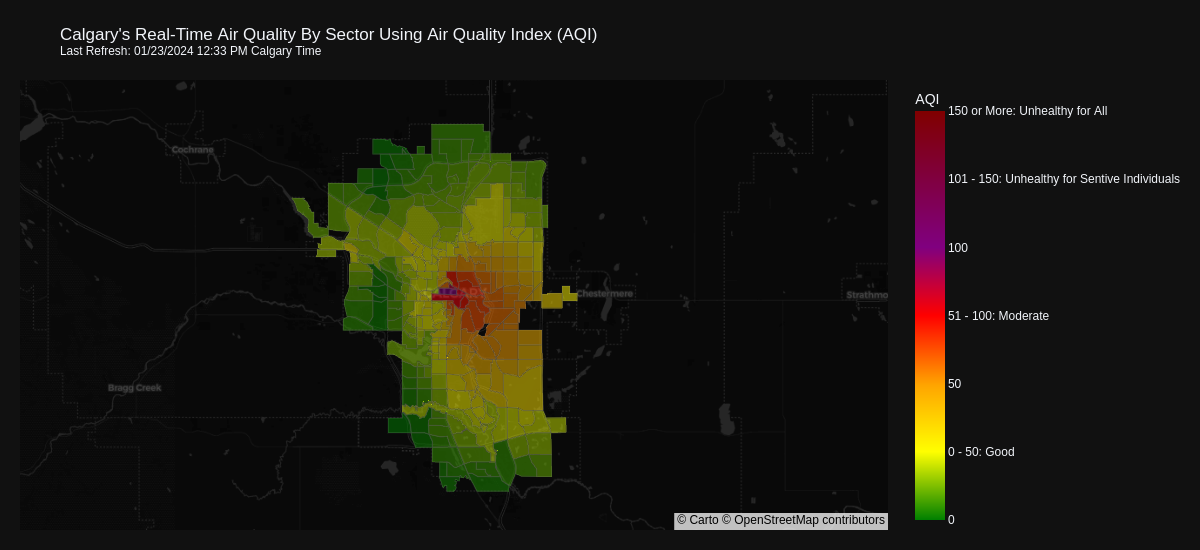 Calgary's Real-Time Air Quality By Sector Using Air Quality Index (AQI)
Last Refresh: 01/23/2024 12:33 PM Calgary Time
AQI
150 or More: Unhealthy for All
Cochrane
101 - 150: Unhealthy for Sentive Individuals
100
Chestermere
Strathmo
51 - 100: Moderate
50
Bragg Creek
0 - 50: Good
0
© Carto © OpenStreetMap contributors